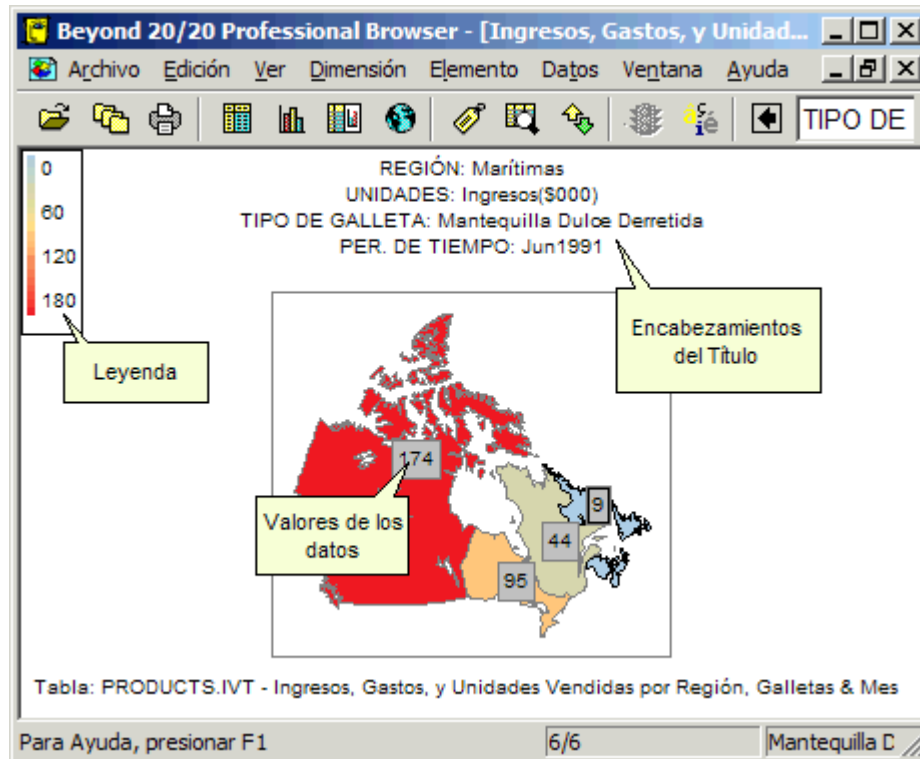 Beyond 20/20 Professional Browser - [Ingresos, Gastos, y Unidad...
Archivo Edición Ver Dimensión Elemento Datos Ventana Ayuda
TIPO DE
0
60
120
180
REGIÓN: Marítimas
UNIDADES: Ingresos($000)
TIPO DE GALLETA: Mantequilla Dulce Derretida
PER. DE TIEMPO: Jun1991
Encabezamientos
del Título
Leyenda
174
Valores de los
datos
9
44
95
Tabla: PRODUCTS.IVT - Ingresos, Gastos, y Unidades Vendidas por Región, Galletas & Mes
Para Ayuda, presionar F1 6/6 Mantequilla D